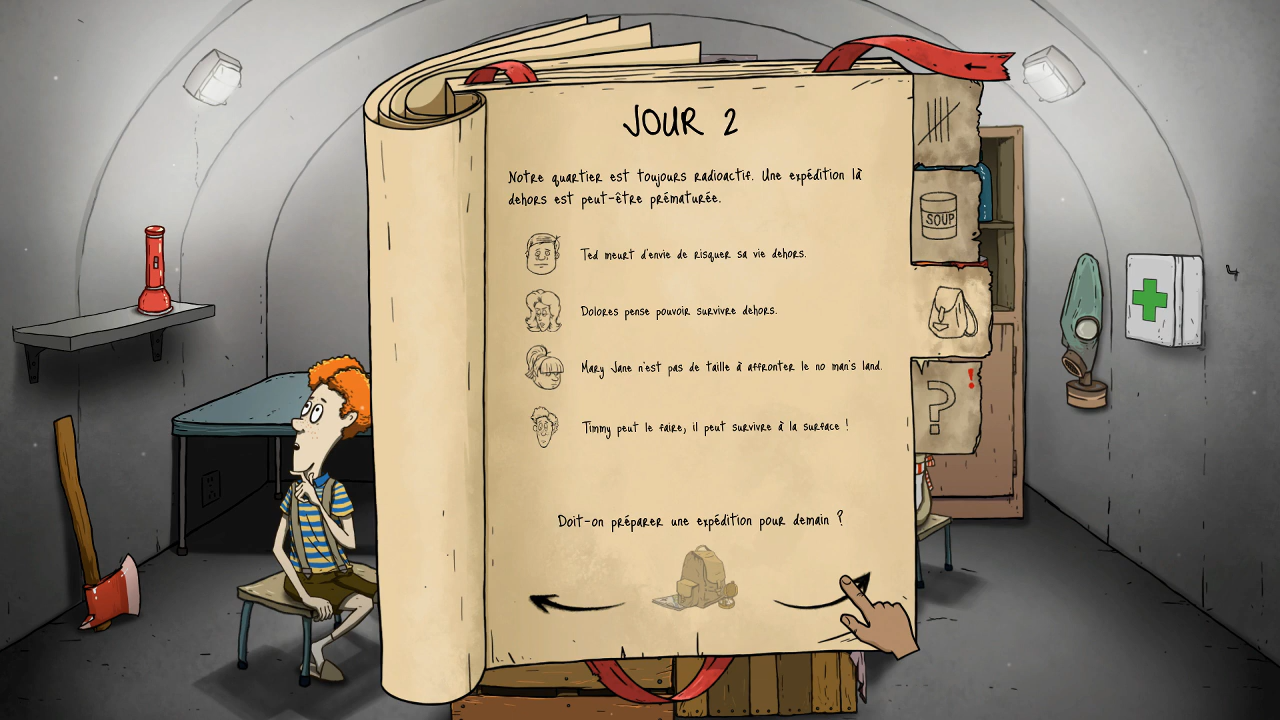 JOUR 2
Notre quartier est toujours radioactif. Une expédition là
dehors est peut-être prématurée.
Ted meurt d'envie de risquer sa vie dehors.
Dolores pense pouvoir survivre dehors.
Mary Jane n'est pas de taille à affronter le no man's land.
Timmy peut le faire, il peut survivre à la surface !
Doit-on préparer une expédition pour demain ?
SOUP
?
!